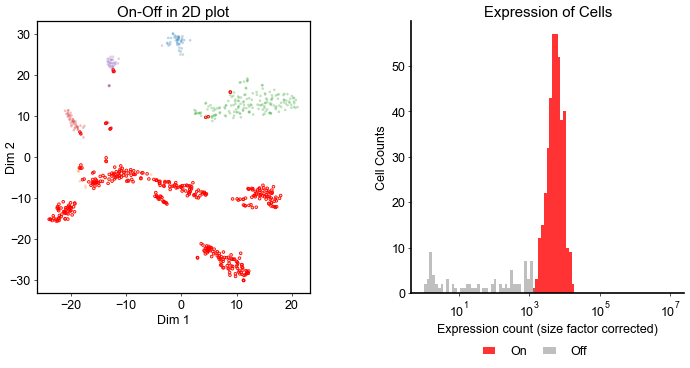 On-Off in 2D plot
Dim 2
30
20
10
0
−10
−20
−30
−20
−10
0
10
20
Dim 1
Expression of Cells
Cell Counts
50
40
30
20
10
0
10^1
10^3
10^5
10^7
Expression count (size factor corrected)
On
Off